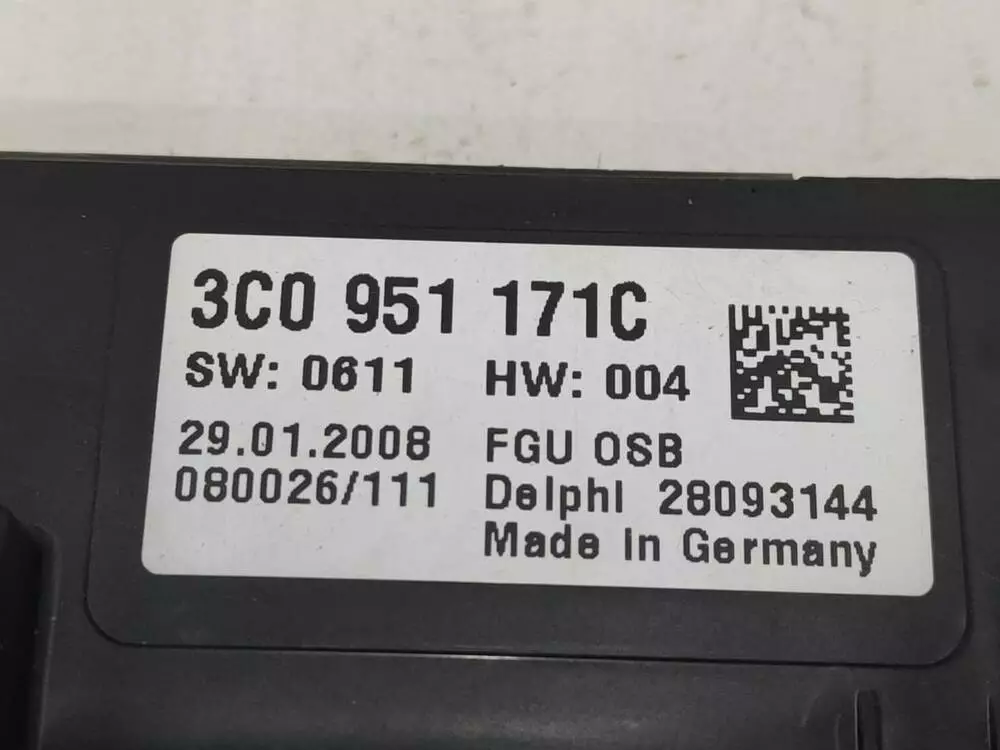 3C0 951 171C
SW: 0611 HW: 004
29.01.2008 FGU OSB
080026/111 Delphi 28093144
Made in Germany